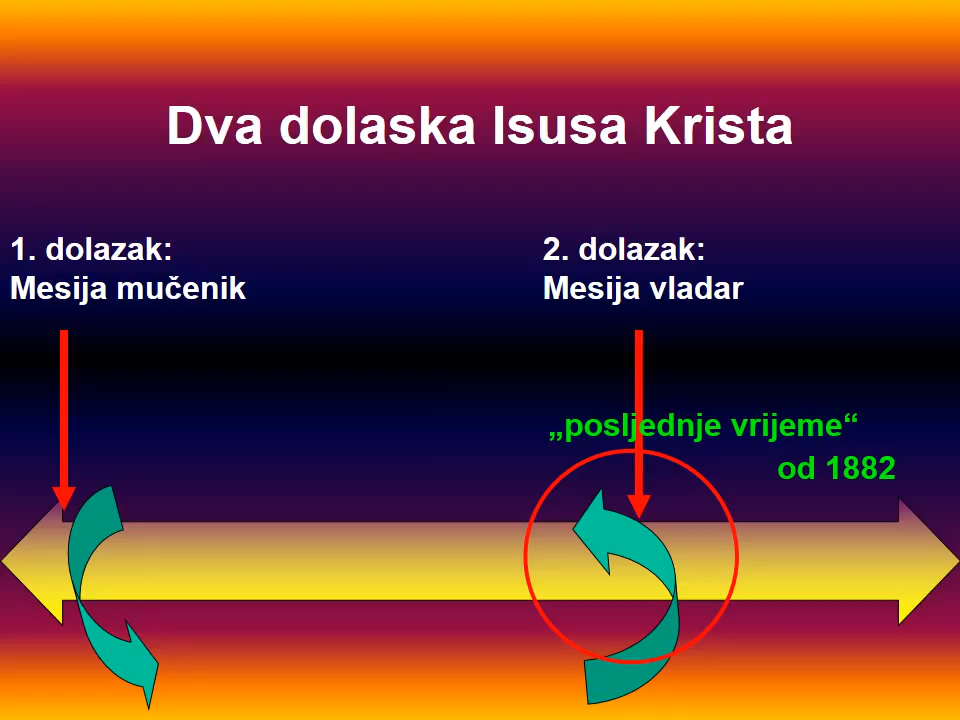 Dva dolaska Isusa Krista
1. dolazak:
Mesija mučenik
2. dolazak:
Mesija vladar
„posljednje vrijeme“
od 1882